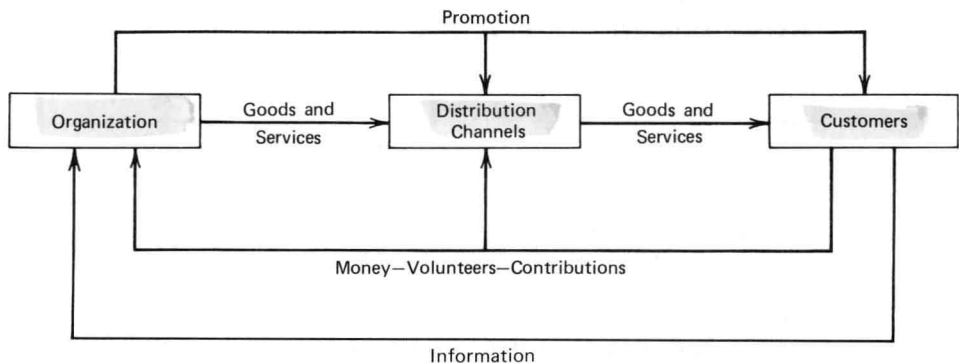 Promotion
Organization
Goods and
Services
Distribution
Channels
Goods and
Services
Customers
Money–Volunteers–Contributions
Information